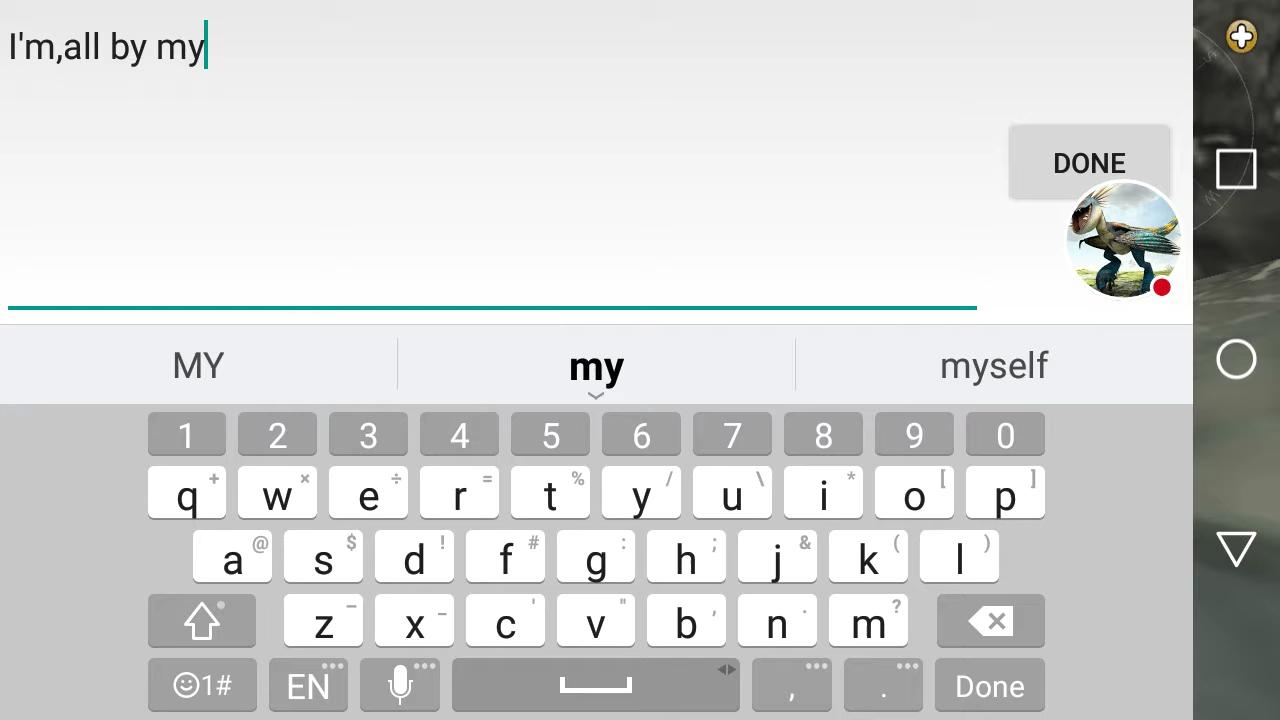 I'm,all by my
DONE
MY my myself
1 2 3 4 5 6 7 8 9 0
q + w × e ÷ r = t % y / u \ i * o [ p ]
a @ s $ d ! f # g : h ; j & k ( l )
z – x _ c ' v " b , n . m ?
1# EN , . Done